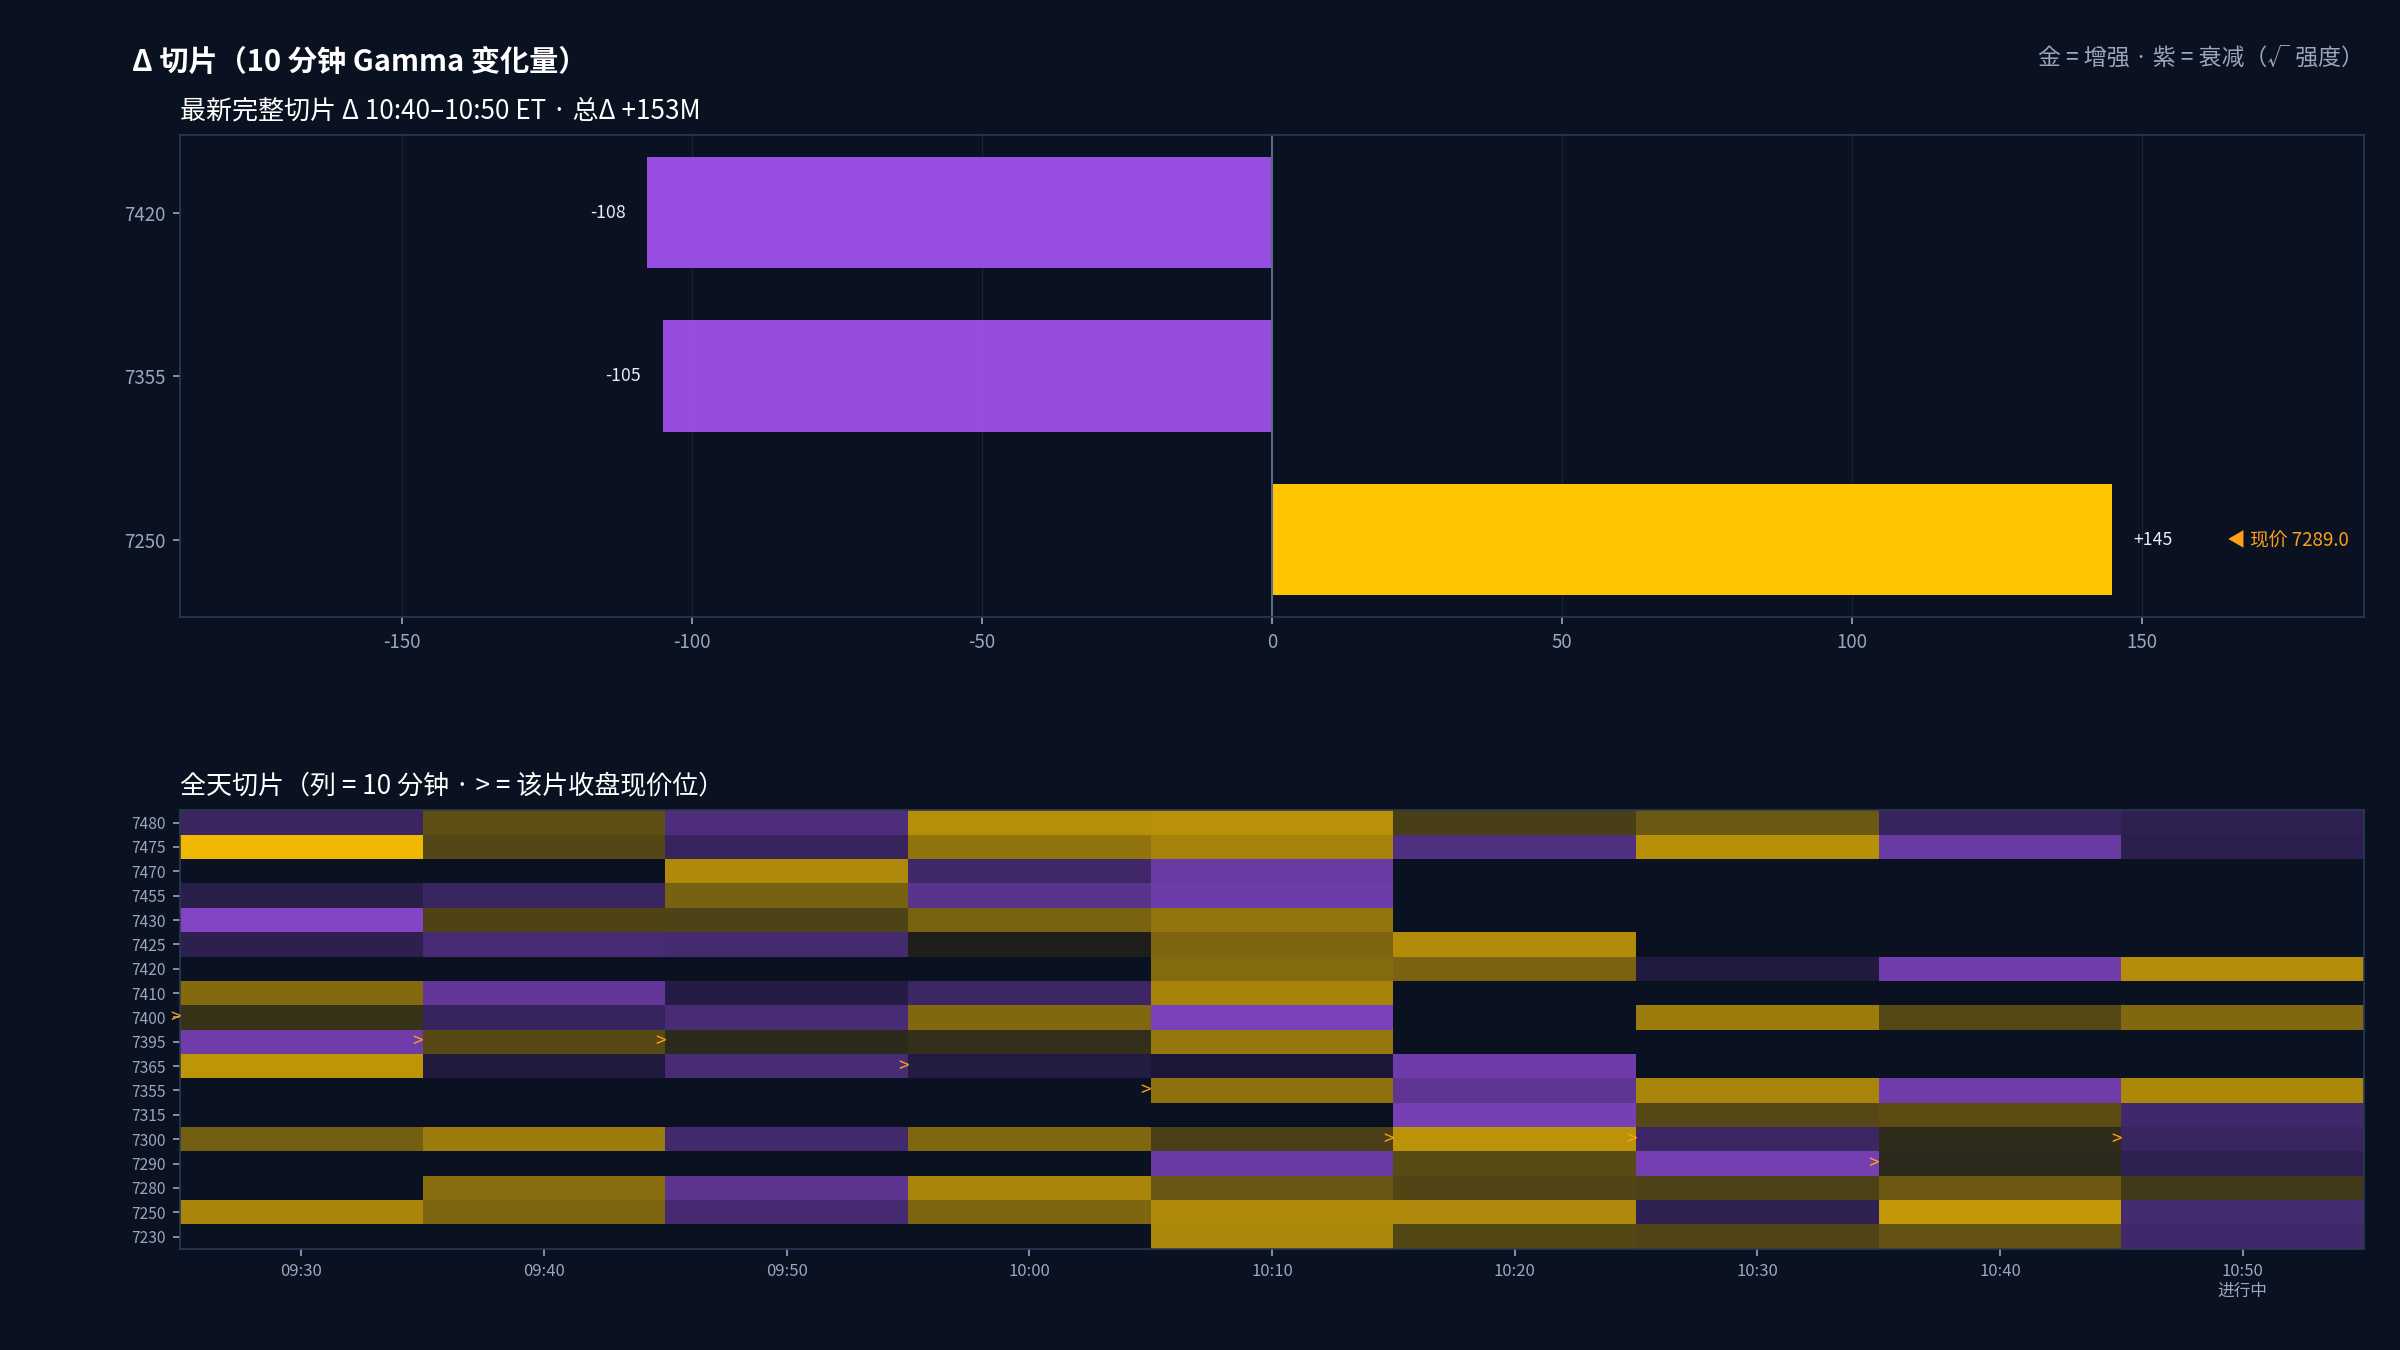 Δ 切片（10 分钟 Gamma 变化量）
金 = 增强 · 紫 = 衰减（√ 强度）
最新完整切片 Δ 10:40–10:50 ET · 总Δ +153M
7420
-108
7355
-105
7250
+145
◀ 现价 7289.0
-150 -100 -50 0 50 100 150
全天切片（列 = 10 分钟 · > = 该片收盘现价位）
7480
7475
7470
7455
7430
7425
7420
7410
7400 >
7395 > >
7365 >
7355 >
7315
7300 > > >
7290 >
7280
7250
7230
09:30 09:40 09:50 10:00 10:10 10:20 10:30 10:40 10:50
进行中